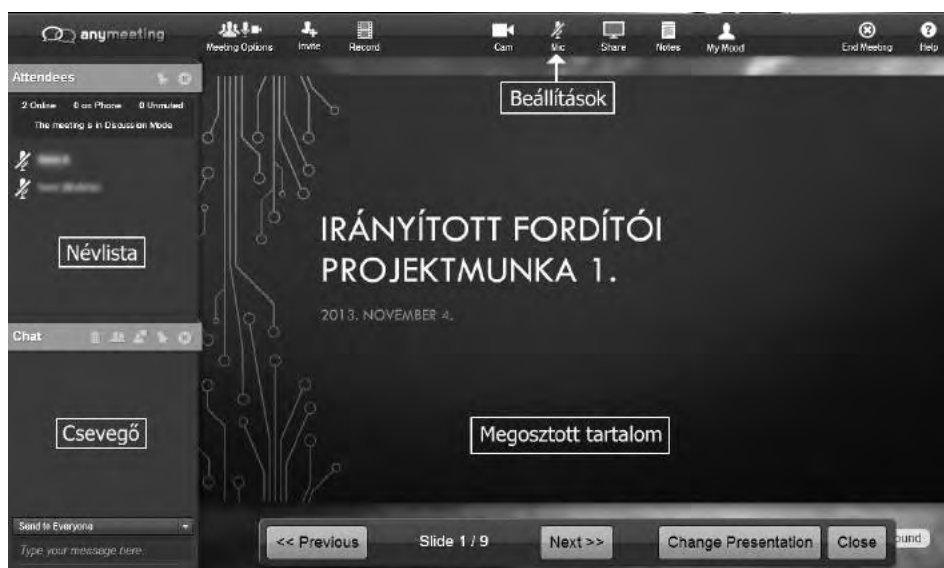 anymeeting
Meeting Options
Invite
Record
Cam
Mic
Share
Notes
My Mood
End Meeting
Help
Attendees
2 Online 0 on Phone 0 Unmuted
The meeting is in Discussion Mode
Névlista
Beállítások
IRÁNYÍTOTT FORDÍTÓI
PROJEKTMUNKA 1.
2013. NOVEMBER 4.
Chat
Csevegő
Megosztott tartalom
Send to Everyone
Type your message here.
<< Previous
Slide 1 / 9
Next >>
Change Presentation
Close